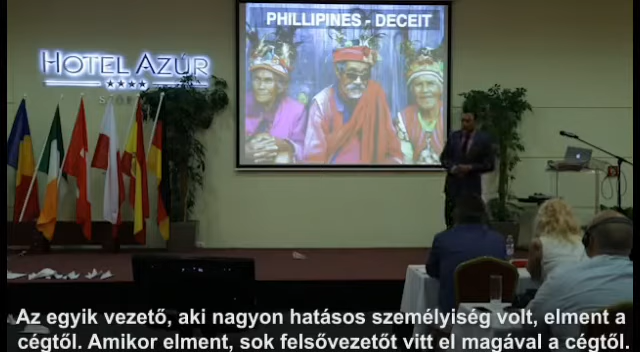 PHILLIPINES - DECEIT
HOTEL AZÚR
Az egyik vezető, aki nagyon hatásos személyiség volt, elment a
cégtől. Amikor elment, sok felsővezetőt vitt el magával a cégtől.